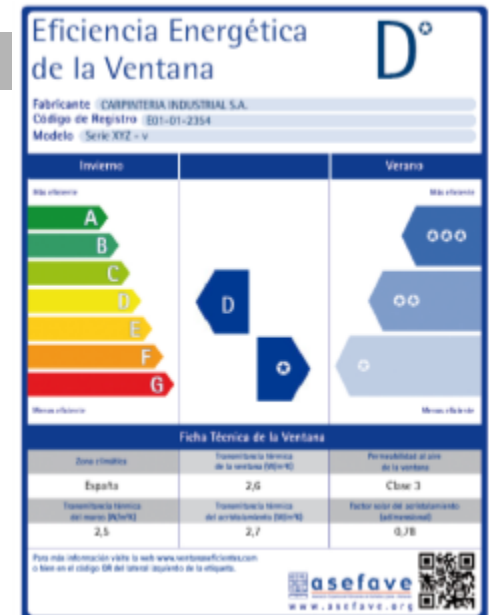 Eficiencia Energética
de la Ventana
D✪
Fabricante CARPINTERIA INDUSTRIAL S.A.
Código de Registro E01-01-2354
Modelo Serie XYZ - v
Invierno
Verano
Más eficiente
Más eficiente
A
B
C
D
E
F
G
D
Menos eficiente
Menos eficiente
Ficha Técnica de la Ventana
Zona climática
Transmitancia térmica
de la ventana (W/m²K)
Permeabilidad al aire
de la ventana
España
2,6
Clase 3
Transmitancia térmica
del marco (W/m²K)
Transmitancia térmica
del acristalamiento (W/m²K)
Factor solar del acristalamiento
(adimensional)
2,5
2,7
0,78
Para más información visite la web www.ventanaseficientes.com
o bien en el código QR del lateral izquierdo de la etiqueta.
asefave
www.asefave.org